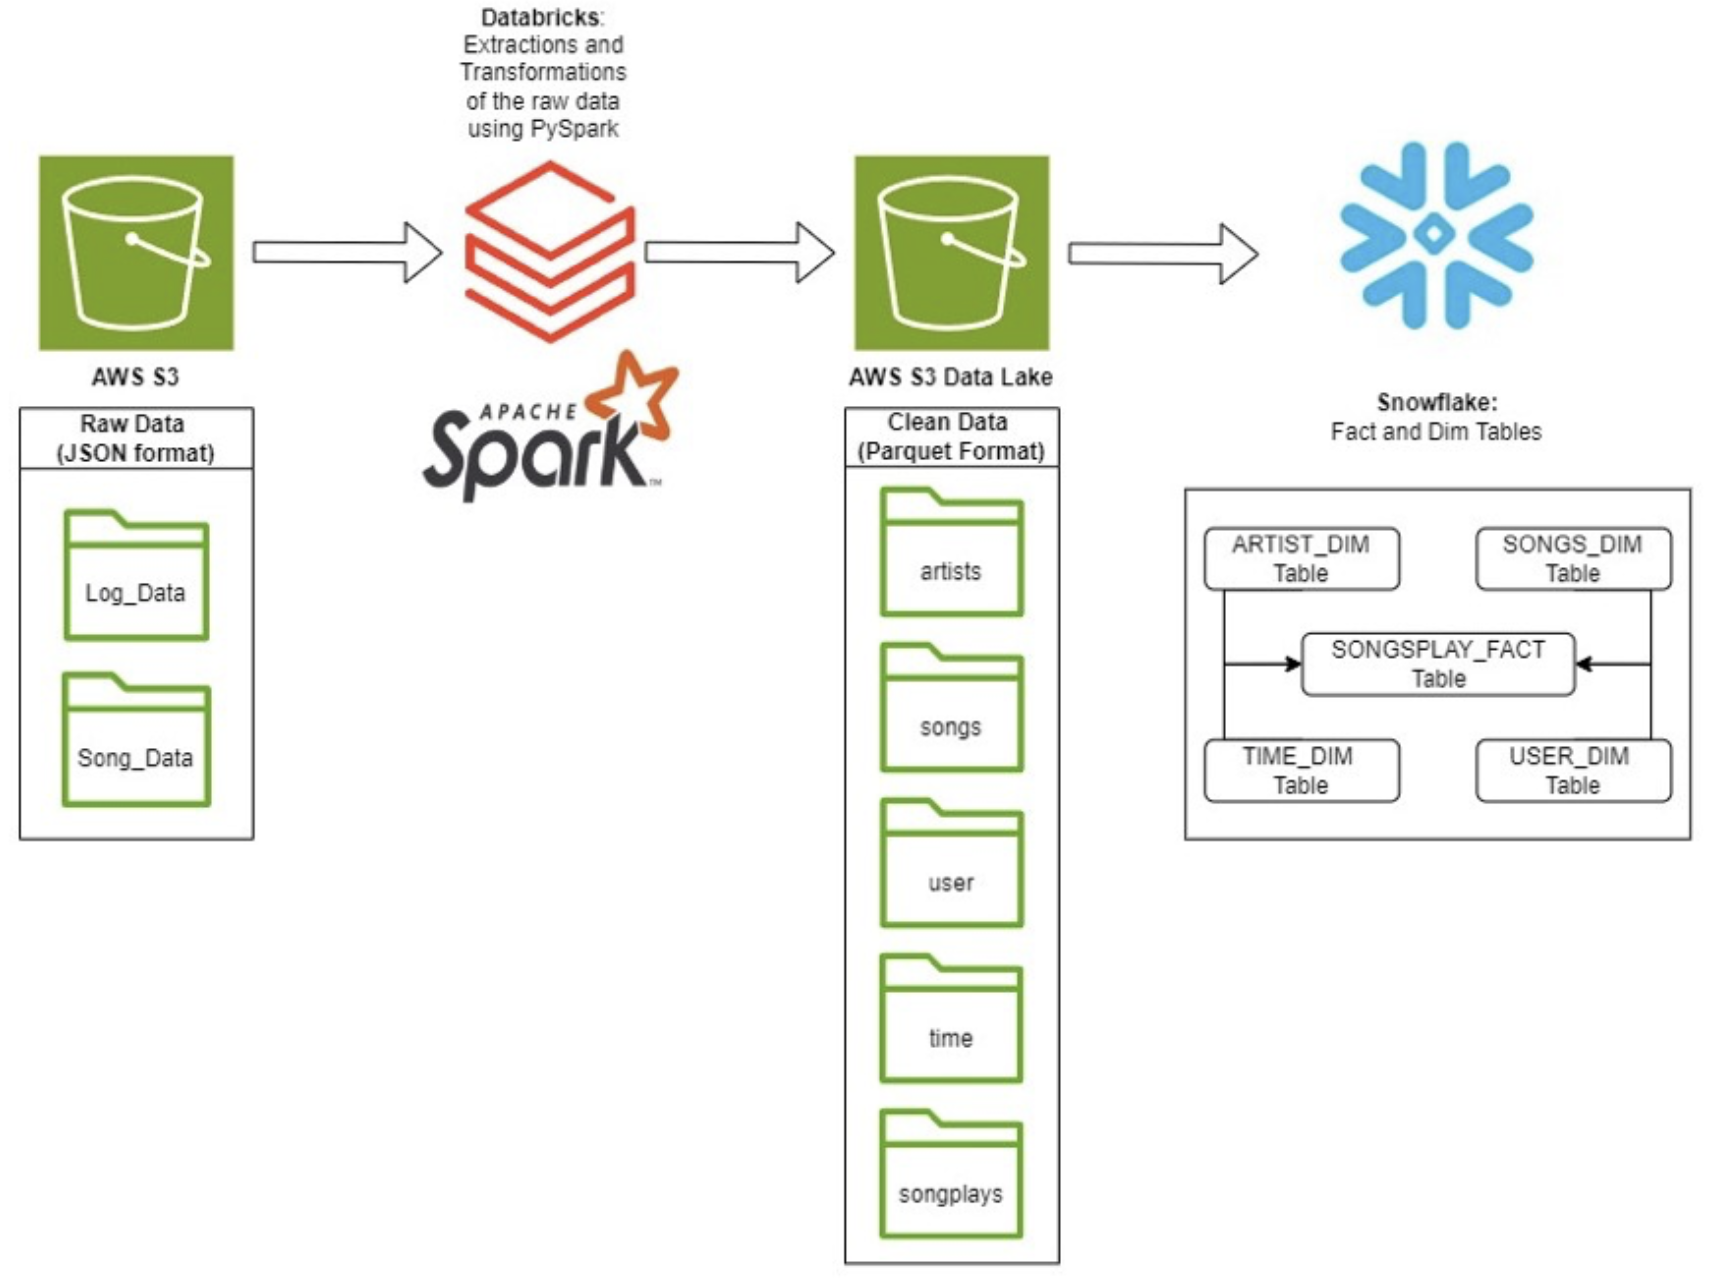 Databricks:
Extractions and
Transformations
of the raw data
using PySpark
AWS S3
Raw Data
(JSON format)
Log_Data
Song_Data
APACHE
Spark™
AWS S3 Data Lake
Clean Data
(Parquet Format)
artists
songs
user
time
songplays
Snowflake:
Fact and Dim Tables
ARTIST_DIM
Table
SONGS_DIM
Table
SONGSPLAY_FACT
Table
TIME_DIM
Table
USER_DIM
Table